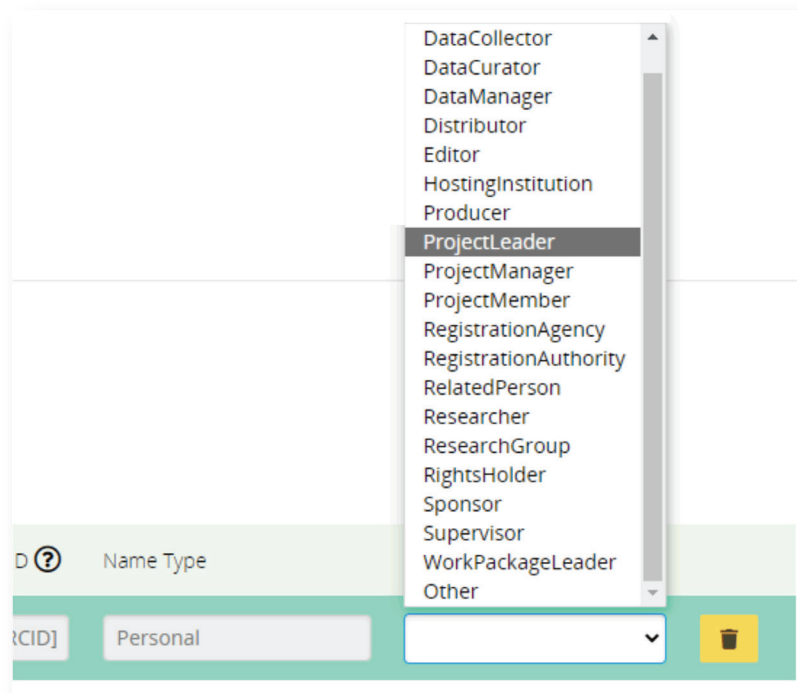 DataCollector
DataCurator
DataManager
Distributor
Editor
HostingInstitution
Producer
ProjectLeader
ProjectManager
ProjectMember
RegistrationAgency
RegistrationAuthority
RelatedPerson
Researcher
ResearchGroup
RightsHolder
Sponsor
Supervisor
WorkPackageLeader
Other
D ? Name Type
RCID] Personal